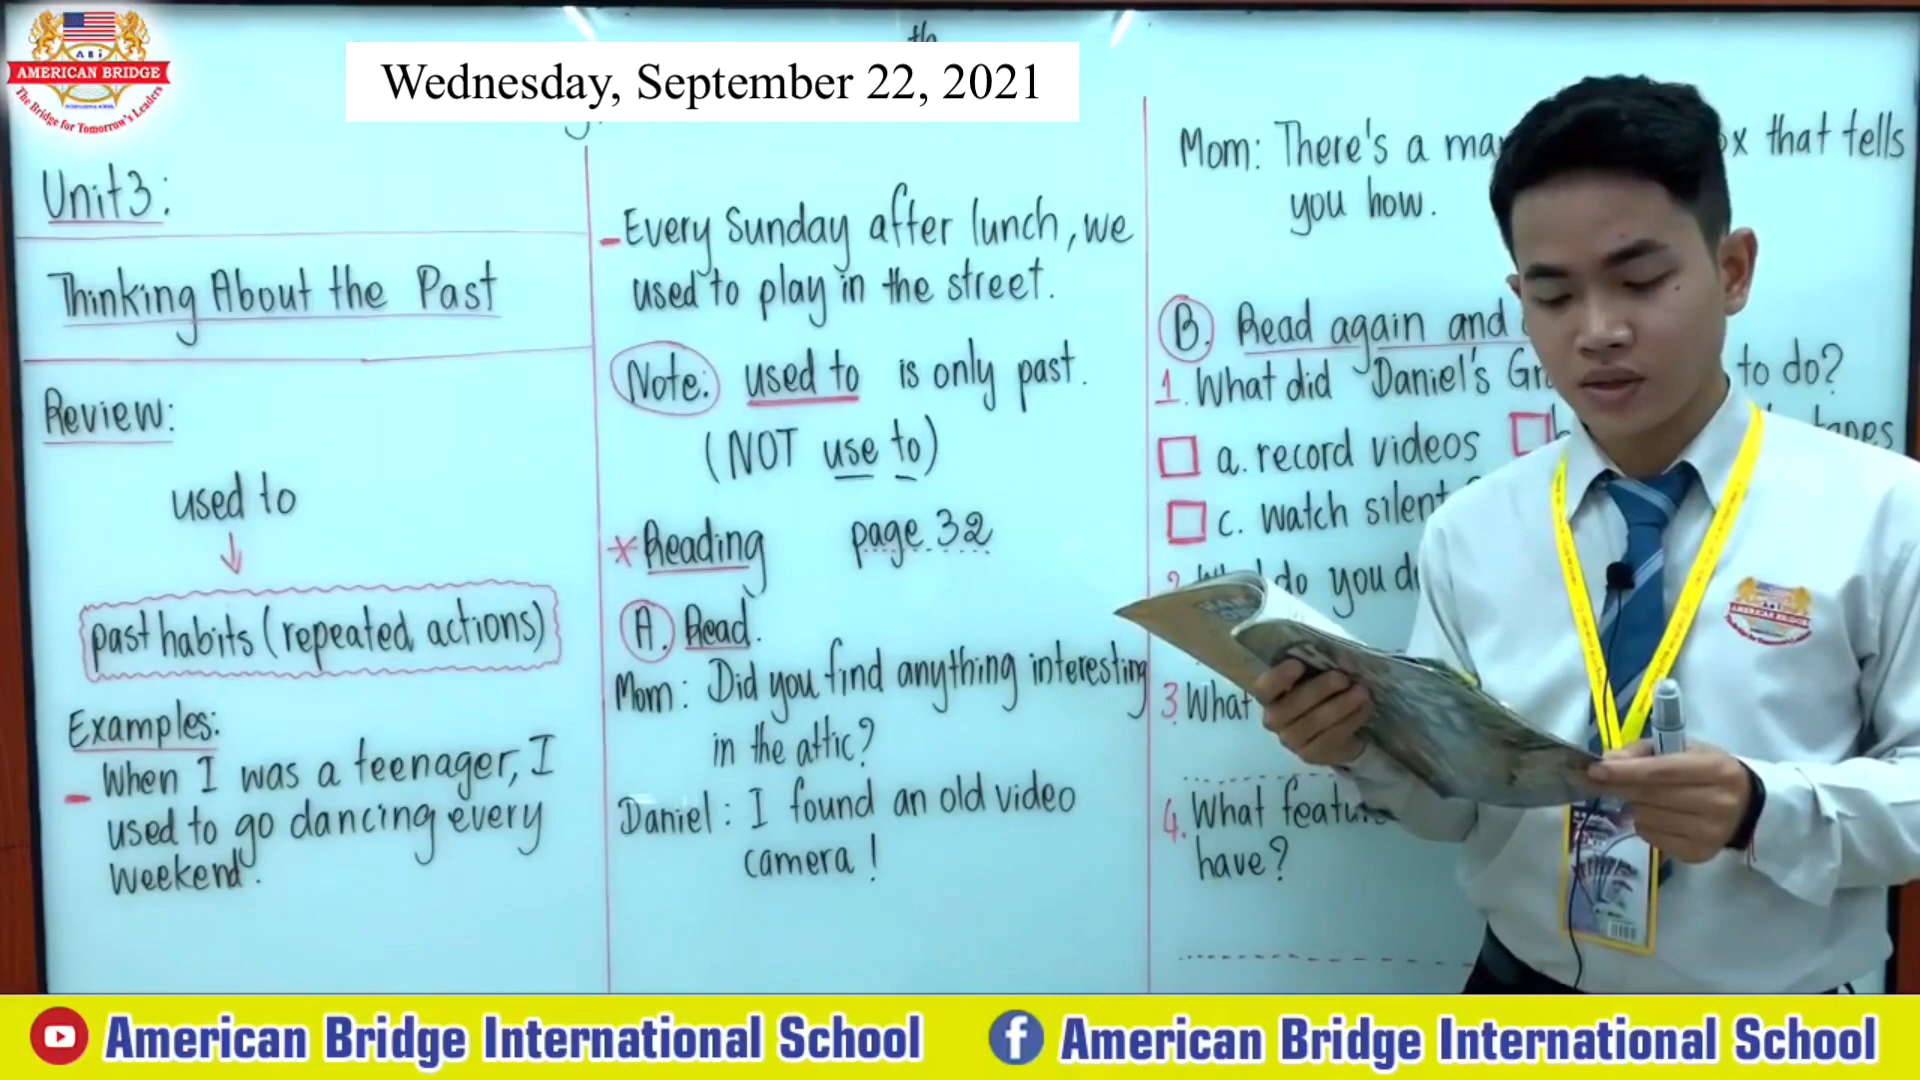 AMERICAN BRIDGE
The Bridge for Tomorrow's Leaders
th
Wednesday, September 22, 2021
Unit 3:
Thinking About the Past
Review:
used to
past habits (repeated actions)
Examples:
- When I was a teenager, I
used to go dancing every
weekend.
- Every Sunday after lunch, we
used to play in the street.
Note: used to is only past.
(NOT use to)
* Reading page 32
A. Read.
Mom: Did you find anything interesting
in the attic?
Daniel: I found an old video
camera!
Mom: There's a that tells
you how.
B. Read again and
1. What did Daniel's to do?
a. record videos
c. watch silent
do you
3. What
4. What
have?
AMERICAN BRIDGE
American Bridge International School
American Bridge International School